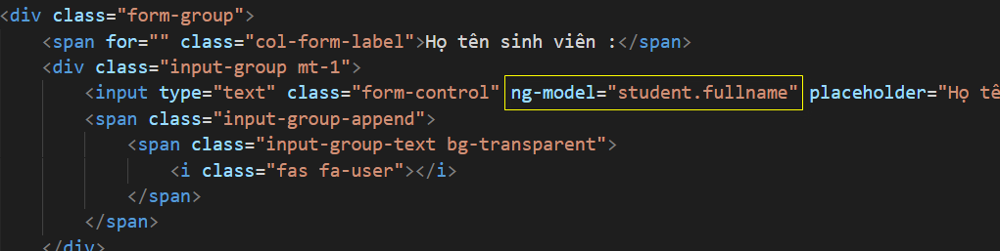 <div class="form-group">
<span for="" class="col-form-label">Họ tên sinh viên :</span>
<div class="input-group mt-1">
<input type="text" class="form-control" ng-model="student.fullname" placeholder="Họ tê
<span class="input-group-append">
<span class="input-group-text bg-transparent">
<i class="fas fa-user"></i>
</span>
</span>
</div>